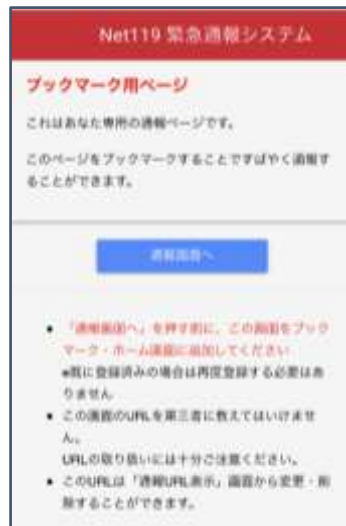 Net119 緊急通報システム
ブックマーク用ページ
これはあなた専用の通報ページです。
このページをブックマークすることですばやく通報す
ることができます。
通報画面へ
• 「通報画面へ」を押す前に、この画面をブック
マーク・ホーム画面に追加してください
※既に登録済みの場合は再度登録する必要はあ
りません
• この画面のURLを第三者に教えてはいけませ
ん。
URLの取り扱いには十分ご注意ください。
• このURLは「通報URL表示」画面から変更・削
除することができます。